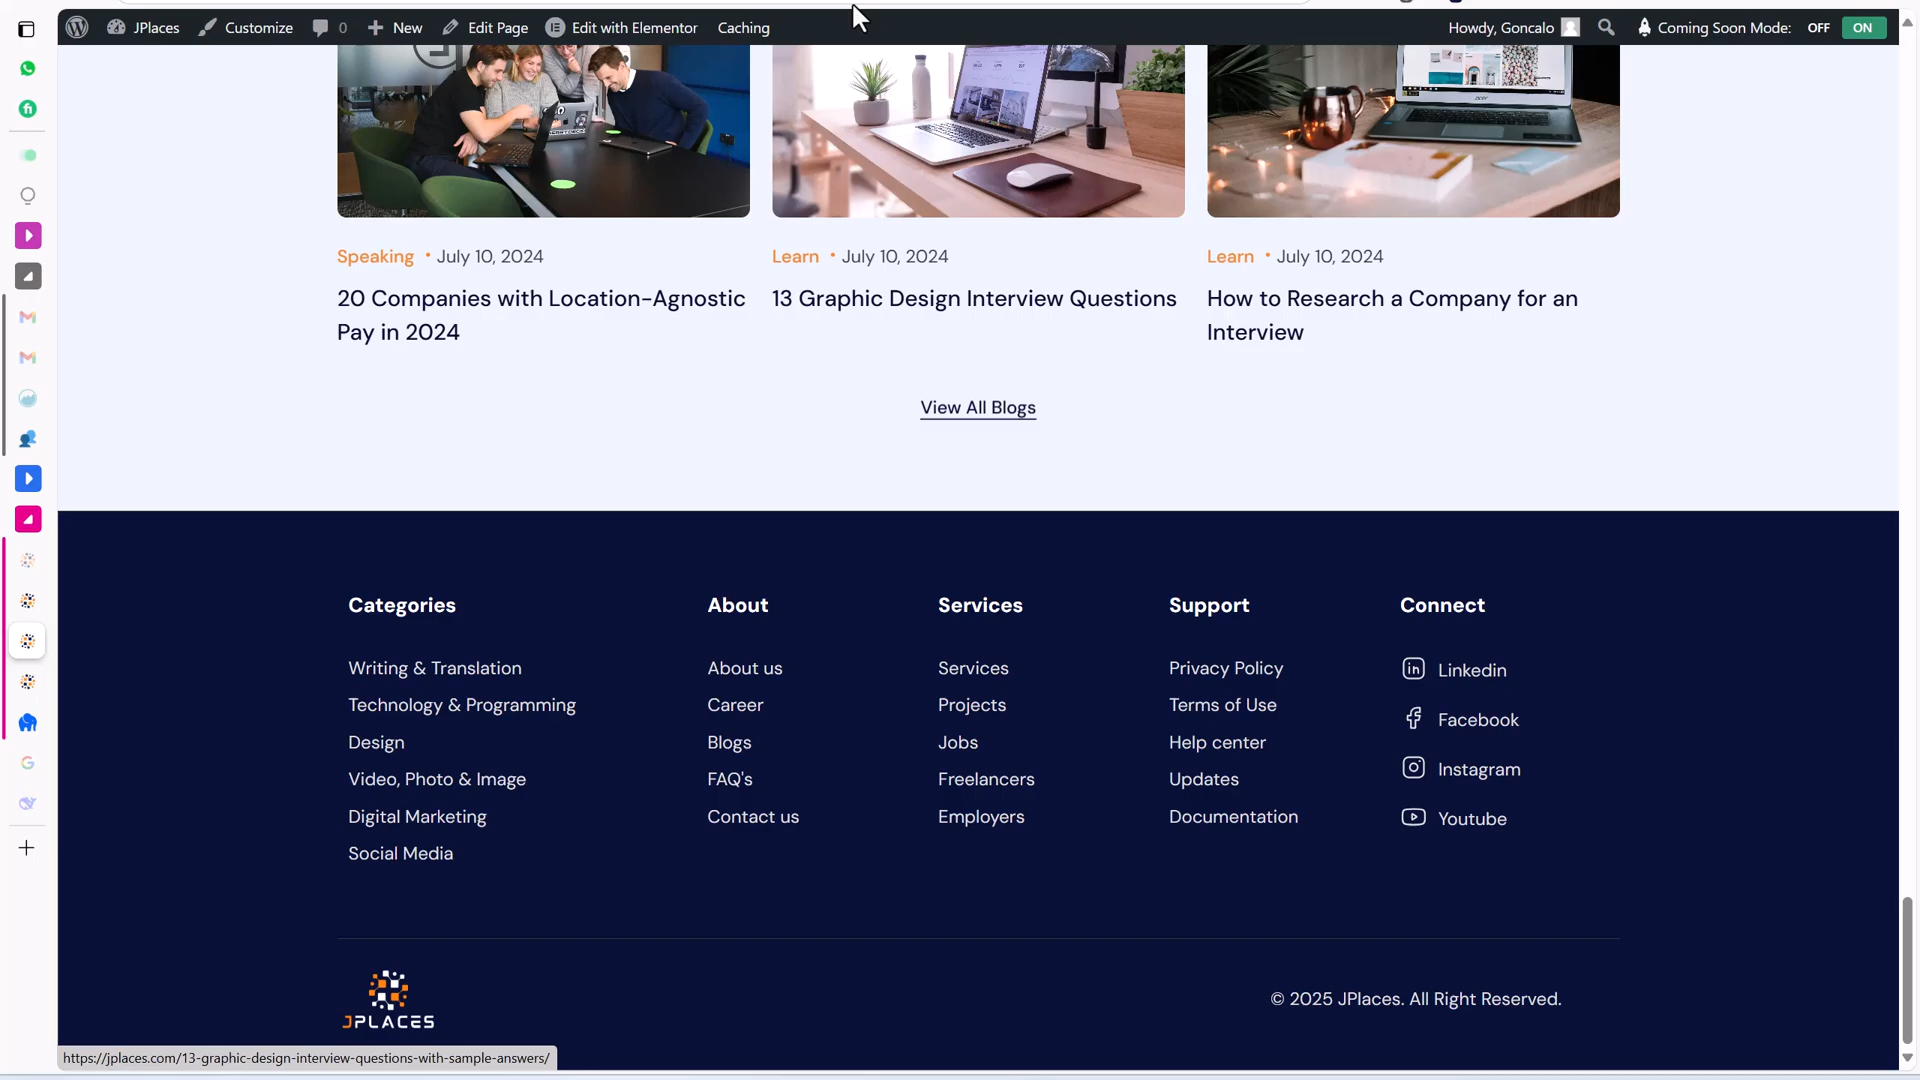 JPlaces Customize 0 New Edit Page Edit with Elementor Caching Howdy, Goncalo Coming Soon Mode: OFF ON
Speaking • July 10, 2024
20 Companies with Location-Agnostic
Pay in 2024
Learn • July 10, 2024
13 Graphic Design Interview Questions
Learn • July 10, 2024
How to Research a Company for an
Interview
View All Blogs
Categories
Writing & Translation
Technology & Programming
Design
Video, Photo & Image
Digital Marketing
Social Media
About
About us
Career
Blogs
FAQ's
Contact us
Services
Services
Projects
Jobs
Freelancers
Employers
Support
Privacy Policy
Terms of Use
Help center
Updates
Documentation
Connect
Linkedin
Facebook
Instagram
Youtube
JPLACES
© 2025 JPlaces. All Right Reserved.
https://jplaces.com/13-graphic-design-interview-questions-with-sample-answers/